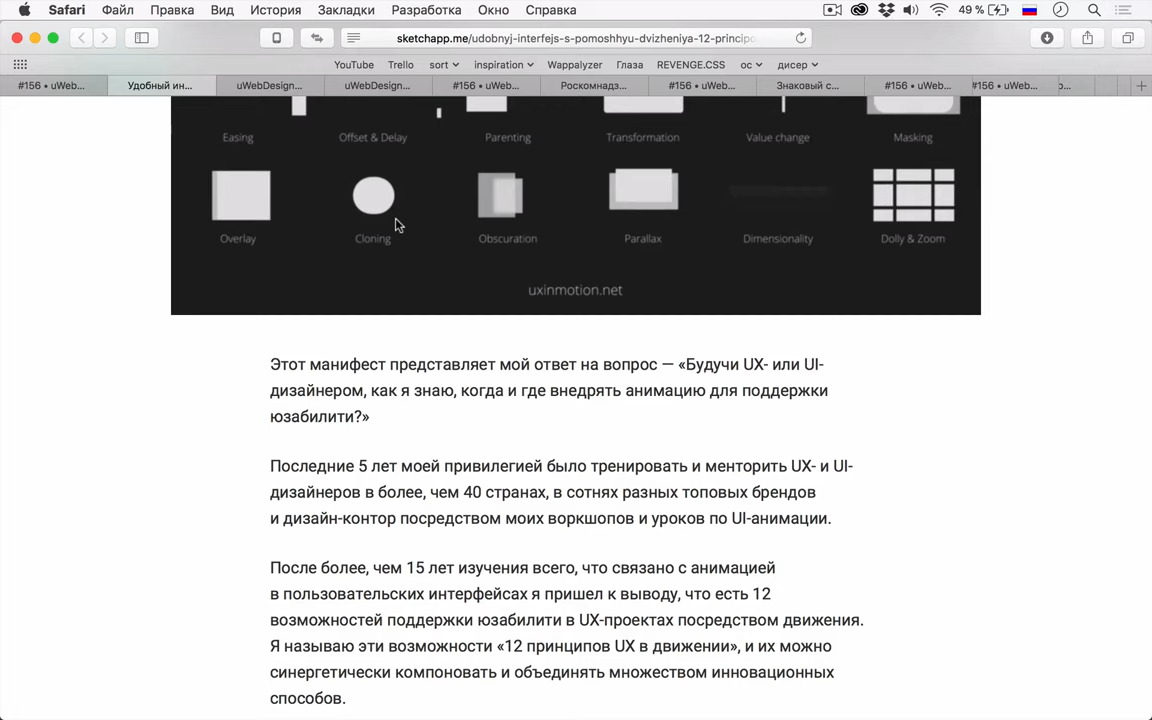 Safari Файл Правка Вид История Закладки Разработка Окно Справка 49 %
sketchapp.me/udobnyj-interfejs-s-pomoshhyu-dvizheniya-12-princip
YouTube Trello sort inspiration Wappalyzer Глаза REVENGE.CSS ос дисер
#156 • uWeb... Удобный ин... uWebDesign... uWebDesign... #156 • uWeb... Роскомнадз... #156 • uWeb... Знаковый с... #156 • uWeb... #156 • uWe...
Easing Offset & Delay Parenting Transformation Value change Masking
Overlay Cloning Obscuration Parallax Dimensionality Dolly & Zoom
uxinmotion.net
Этот манифест представляет мой ответ на вопрос — «Будучи UX- или UI-
дизайнером, как я знаю, когда и где внедрять анимацию для поддержки
юзабилити?»
Последние 5 лет моей привилегией было тренировать и менторить UX- и UI-
дизайнеров в более, чем 40 странах, в сотнях разных топовых брендов
и дизайн-контор посредством моих воркшопов и уроков по UI-анимации.
После более, чем 15 лет изучения всего, что связано с анимацией
в пользовательских интерфейсах я пришел к выводу, что есть 12
возможностей поддержки юзабилити в UX-проектах посредством движения.
Я называю эти возможности «12 принципов UX в движении», и их можно
синергетически компоновать и объединять множеством инновационных
способов.